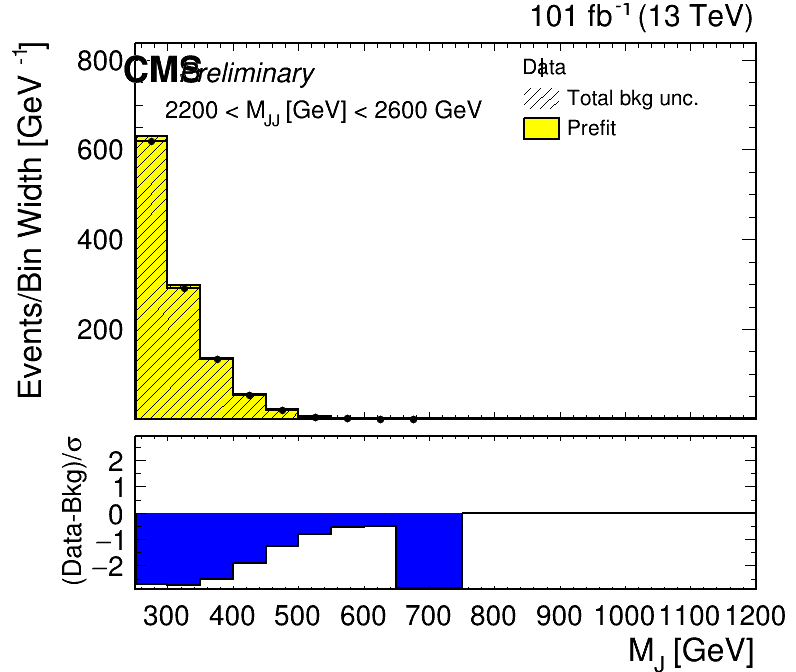 101 fb⁻¹ (13 TeV)
CMS Preliminary
2200 < M_JJ [GeV] < 2600 GeV
Data
Total bkg unc.
Prefit
Events/Bin Width [GeV⁻¹]
800
600
400
200
(Data-Bkg)/σ
2
1
0
−1
−2
300 400 500 600 700 800 900 1000 1100 1200
M_J [GeV]